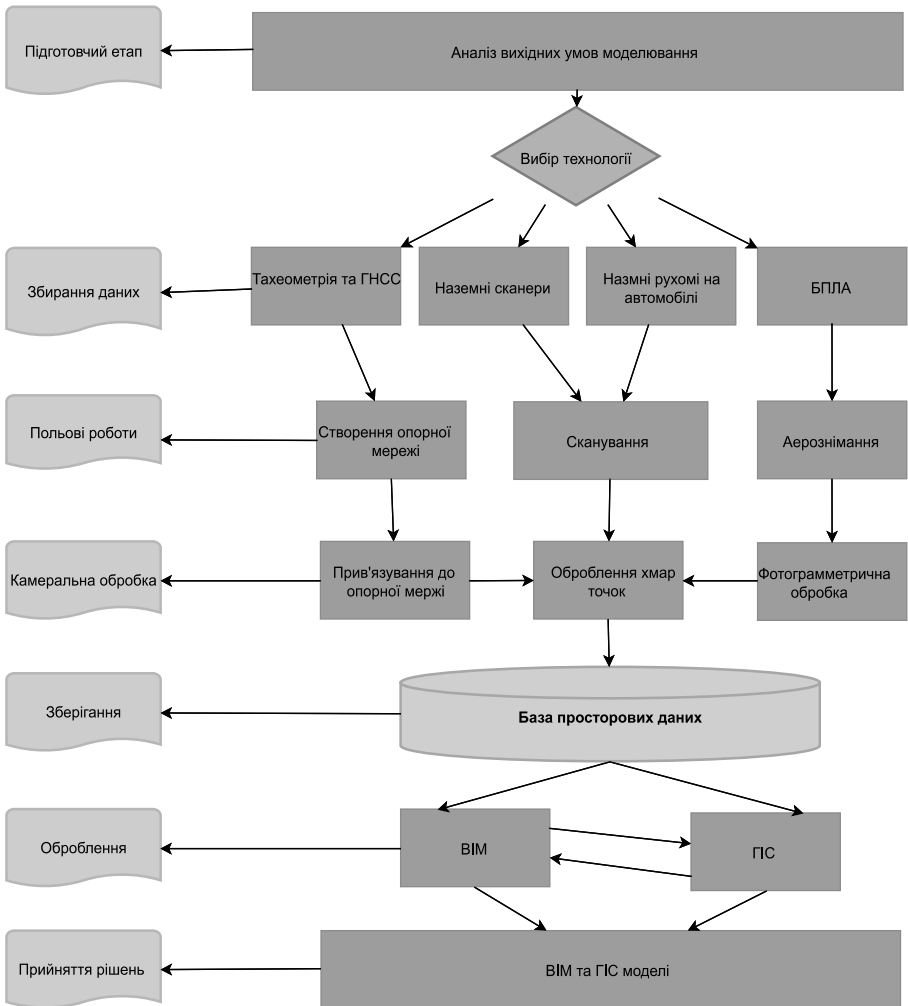 Підготовчий етап
Аналіз вихідних умов моделювання
Вибір технології
Збирання даних
Тахеометрія та ГНСС
Наземні сканери
Назмні рухомі на
автомобілі
БПЛА
Польові роботи
Створення опорної
мережі
Сканування
Аерознімання
Камеральна обробка
Прив'язування до
опорної мержі
Оброблення хмар
точок
Фотограмметрична
обробка
Зберігання
База просторових даних
Оброблення
ВІМ
ГІС
Прийняття рішень
ВІМ та ГІС моделі